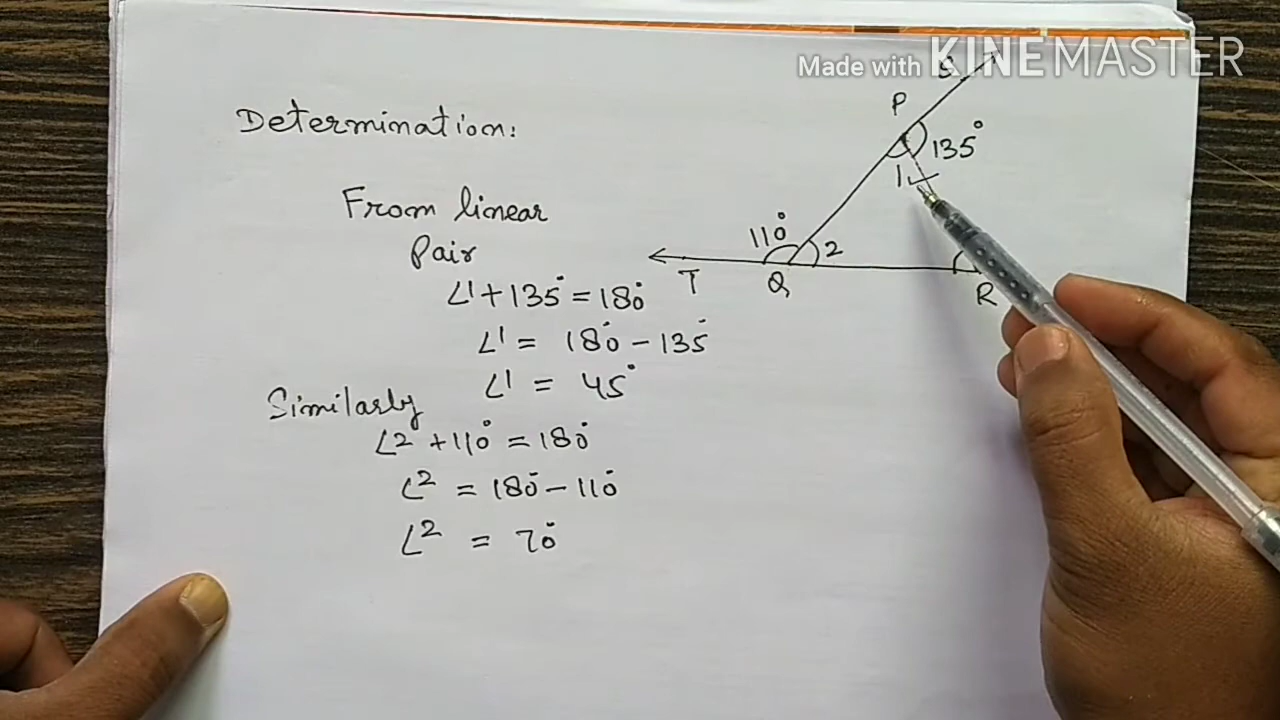 Made with KINEMASTER
Determination:
S
P
135°
1
From linear
Pair
110°
2
T
Q
R
∠1 + 135° = 180°
∠1 = 180° - 135°
∠1 = 45°
Similarly
∠2 + 110° = 180°
∠2 = 180° - 110°
∠2 = 70°